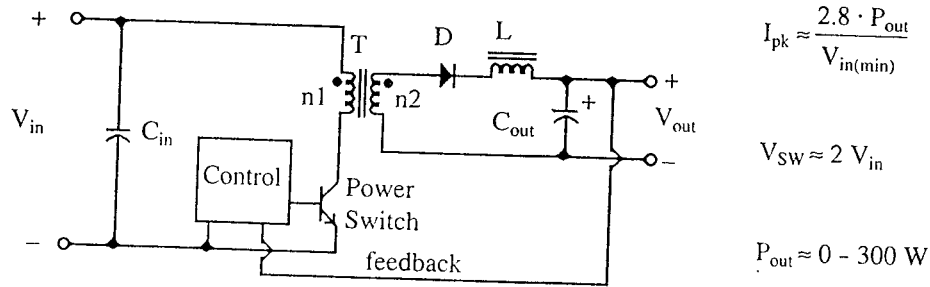 +
T
D
L
I_pk ≈ 2.8 · P_out / V_in(min)
n1
n2
+
+
V_in
C_in
C_out
V_out
V_SW ≈ 2 V_in
Control
Power
Switch
−
−
feedback
P_out ≈ 0 – 300 W